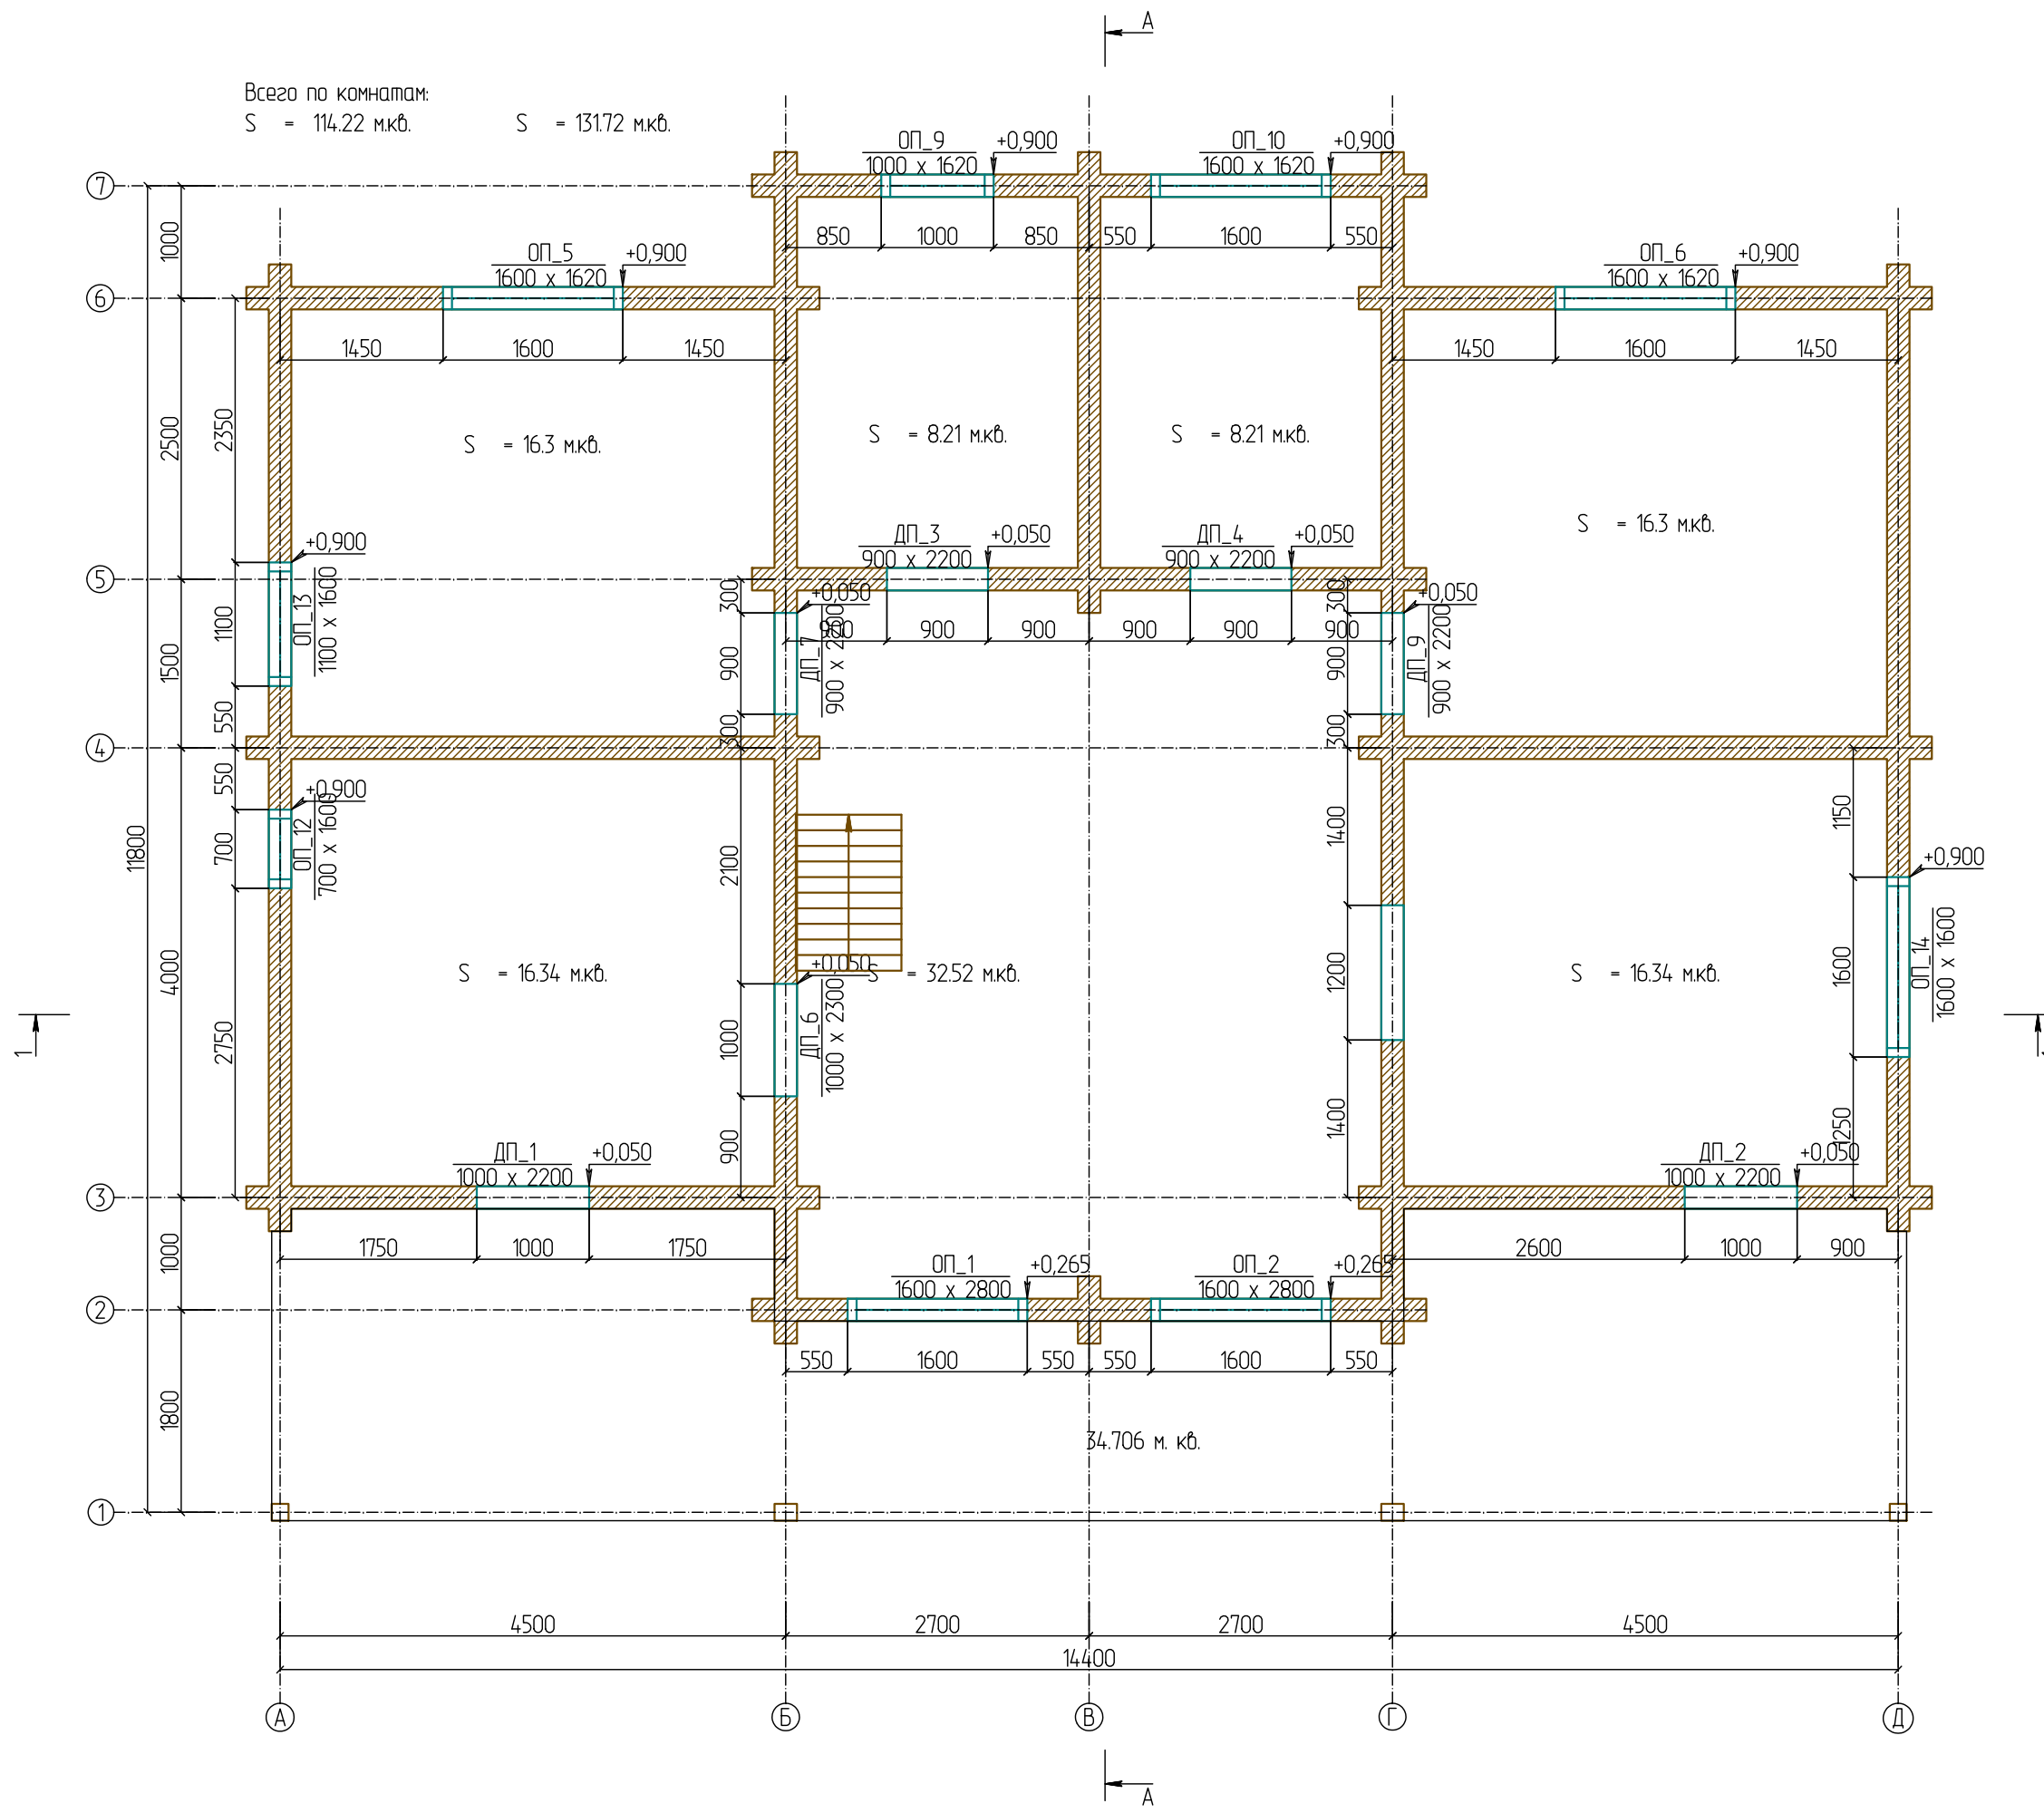 А
Всего по комнатам:
S = 114.22 м.кв. S = 131.72 м.кв.
ОП_9 +0,900 ОП_10 +0,900
1000 x 1620 1600 x 1620
7
850 1000 850 550 1600 550
1000
ОП_5 +0,900 ОП_6 +0,900
1600 x 1620 1600 x 1620
6
1450 1600 1450 1450 1600 1450
2500 2350
S = 16.3 м.кв. S = 8.21 м.кв. S = 8.21 м.кв.
S = 16.3 м.кв.
+0,900 ДП_3 +0,050 ДП_4 +0,050
900 x 2200 900 x 2200
5
300 +0,050 300 +0,050
1100 ОП_13
1100 x 1600
900 900 900 900 900 900
900 ДП_7
900 x 2200
900 ДП_9
900 x 2200
1500 550 300 300
4
550 +0,900
700 ОП_12
700 x 1600
11800 2100 1400 1150
+0,900
4000 S = 16.34 м.кв. +0,050 S = 32.52 м.кв. 1200 S = 16.34 м.кв. 1600 ОП_14
1600 x 1600
1
2750 1000 ДП_6
1000 x 2300
900 1400 1250
ДП_1 +0,050 ДП_2 +0,050
1000 x 2200 1000 x 2200
3
1000 1750 1000 1750 2600 1000 900
ОП_1 +0,265 ОП_2 +0,265
1600 x 2800 1600 x 2800
2
550 1600 550 550 1600 550
1800
34.706 м. кв.
1
4500 2700 2700 4500
14400
А Б В Г Д
А